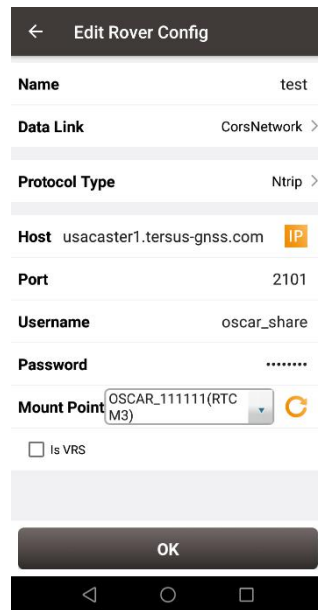 Edit Rover Config
Name test
Data Link CorsNetwork
Protocol Type Ntrip
Host usacaster1.tersus-gnss.com IP
Port 2101
Username oscar_share
Password ········
Mount Point OSCAR_111111(RTC
M3)
Is VRS
OK